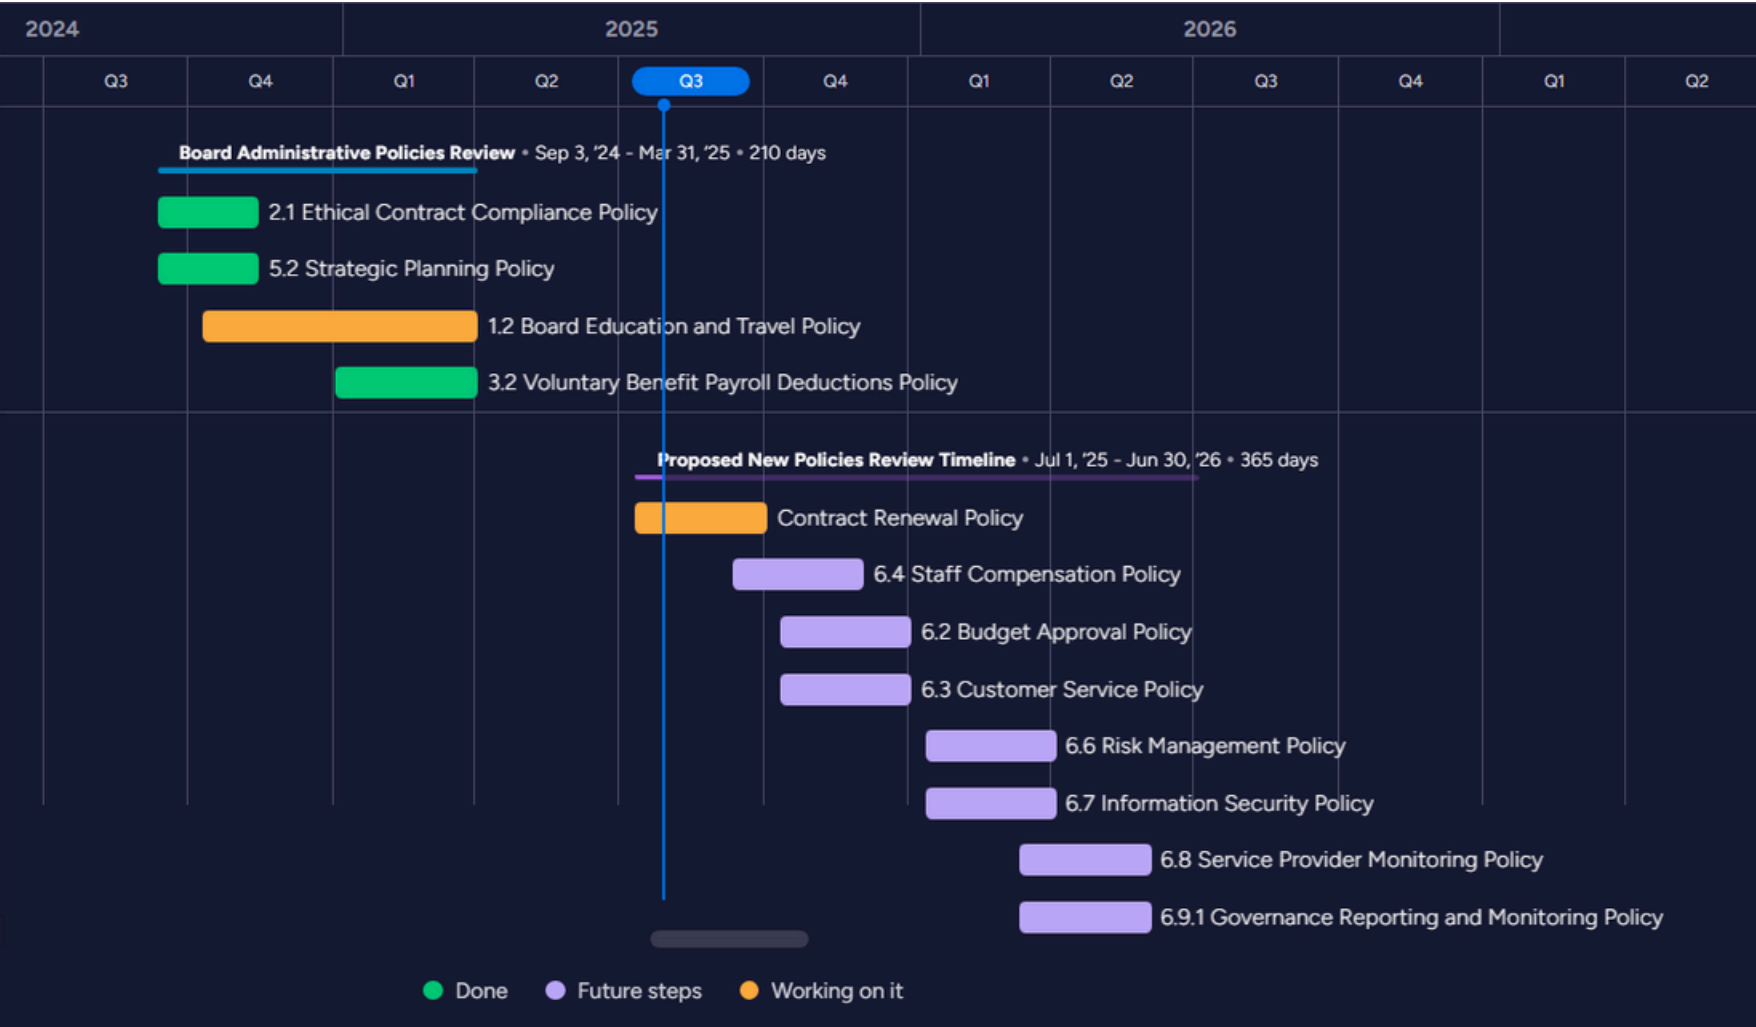 2024 2025 2026
Q3 Q4 Q1 Q2 Q3 Q4 Q1 Q2 Q3 Q4 Q1 Q2
Board Administrative Policies Review • Sep 3, '24 - Mar 31, '25 • 210 days
2.1 Ethical Contract Compliance Policy
5.2 Strategic Planning Policy
1.2 Board Education and Travel Policy
3.2 Voluntary Benefit Payroll Deductions Policy
Proposed New Policies Review Timeline • Jul 1, '25 - Jun 30, '26 • 365 days
Contract Renewal Policy
6.4 Staff Compensation Policy
6.2 Budget Approval Policy
6.3 Customer Service Policy
6.6 Risk Management Policy
6.7 Information Security Policy
6.8 Service Provider Monitoring Policy
6.9.1 Governance Reporting and Monitoring Policy
Done Future steps Working on it